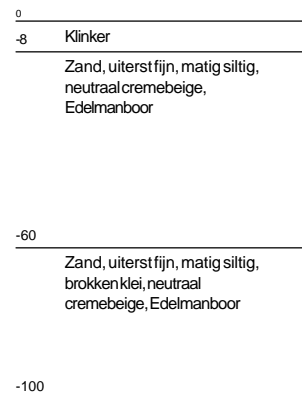 0
-8 Klinker
Zand, uiterst fijn, matig siltig,
neutraal cremebeige,
Edelmanboor
-60
Zand, uiterst fijn, matig siltig,
brokken klei, neutraal
cremebeige, Edelmanboor
-100